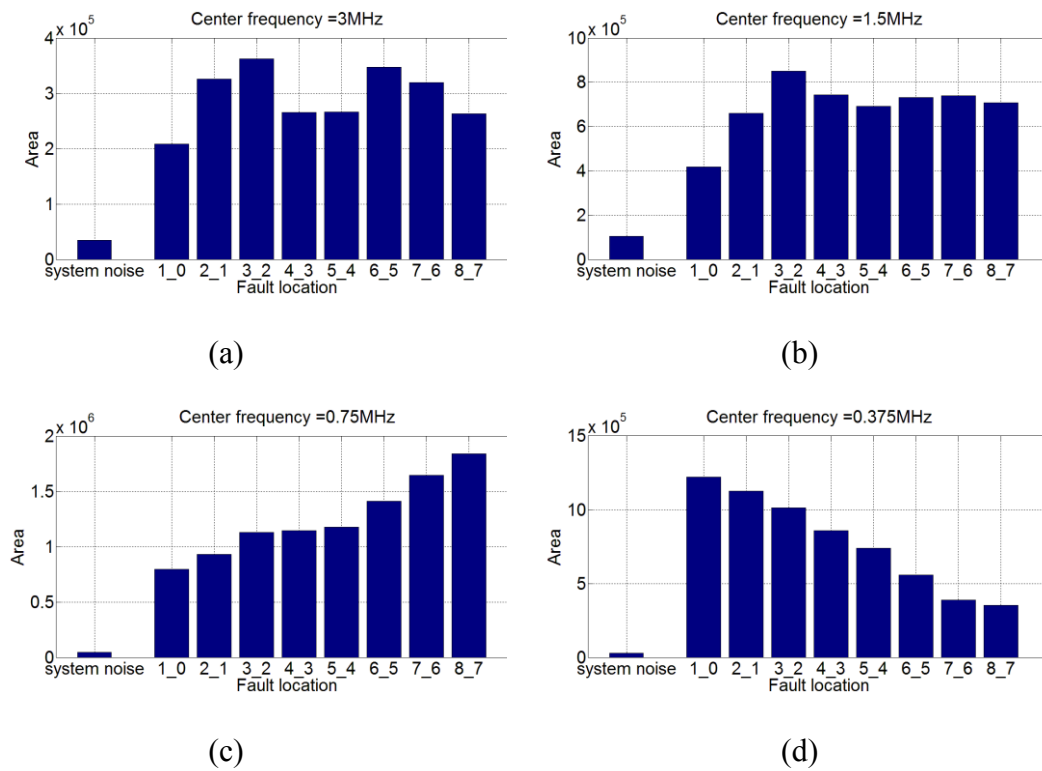 Center frequency =3MHz
x 10^5
4
3
2
1
0
Area
system noise 1_0 2_1 3_2 4_3 5_4 6_5 7_6 8_7
Fault location
(a)
Center frequency =1.5MHz
x 10^5
10
8
6
4
2
0
Area
system noise 1_0 2_1 3_2 4_3 5_4 6_5 7_6 8_7
Fault location
(b)
Center frequency =0.75MHz
x 10^6
2
1.5
1
0.5
0
Area
system noise 1_0 2_1 3_2 4_3 5_4 6_5 7_6 8_7
Fault location
(c)
Center frequency =0.375MHz
x 10^5
15
10
5
0
Area
system noise 1_0 2_1 3_2 4_3 5_4 6_5 7_6 8_7
Fault location
(d)